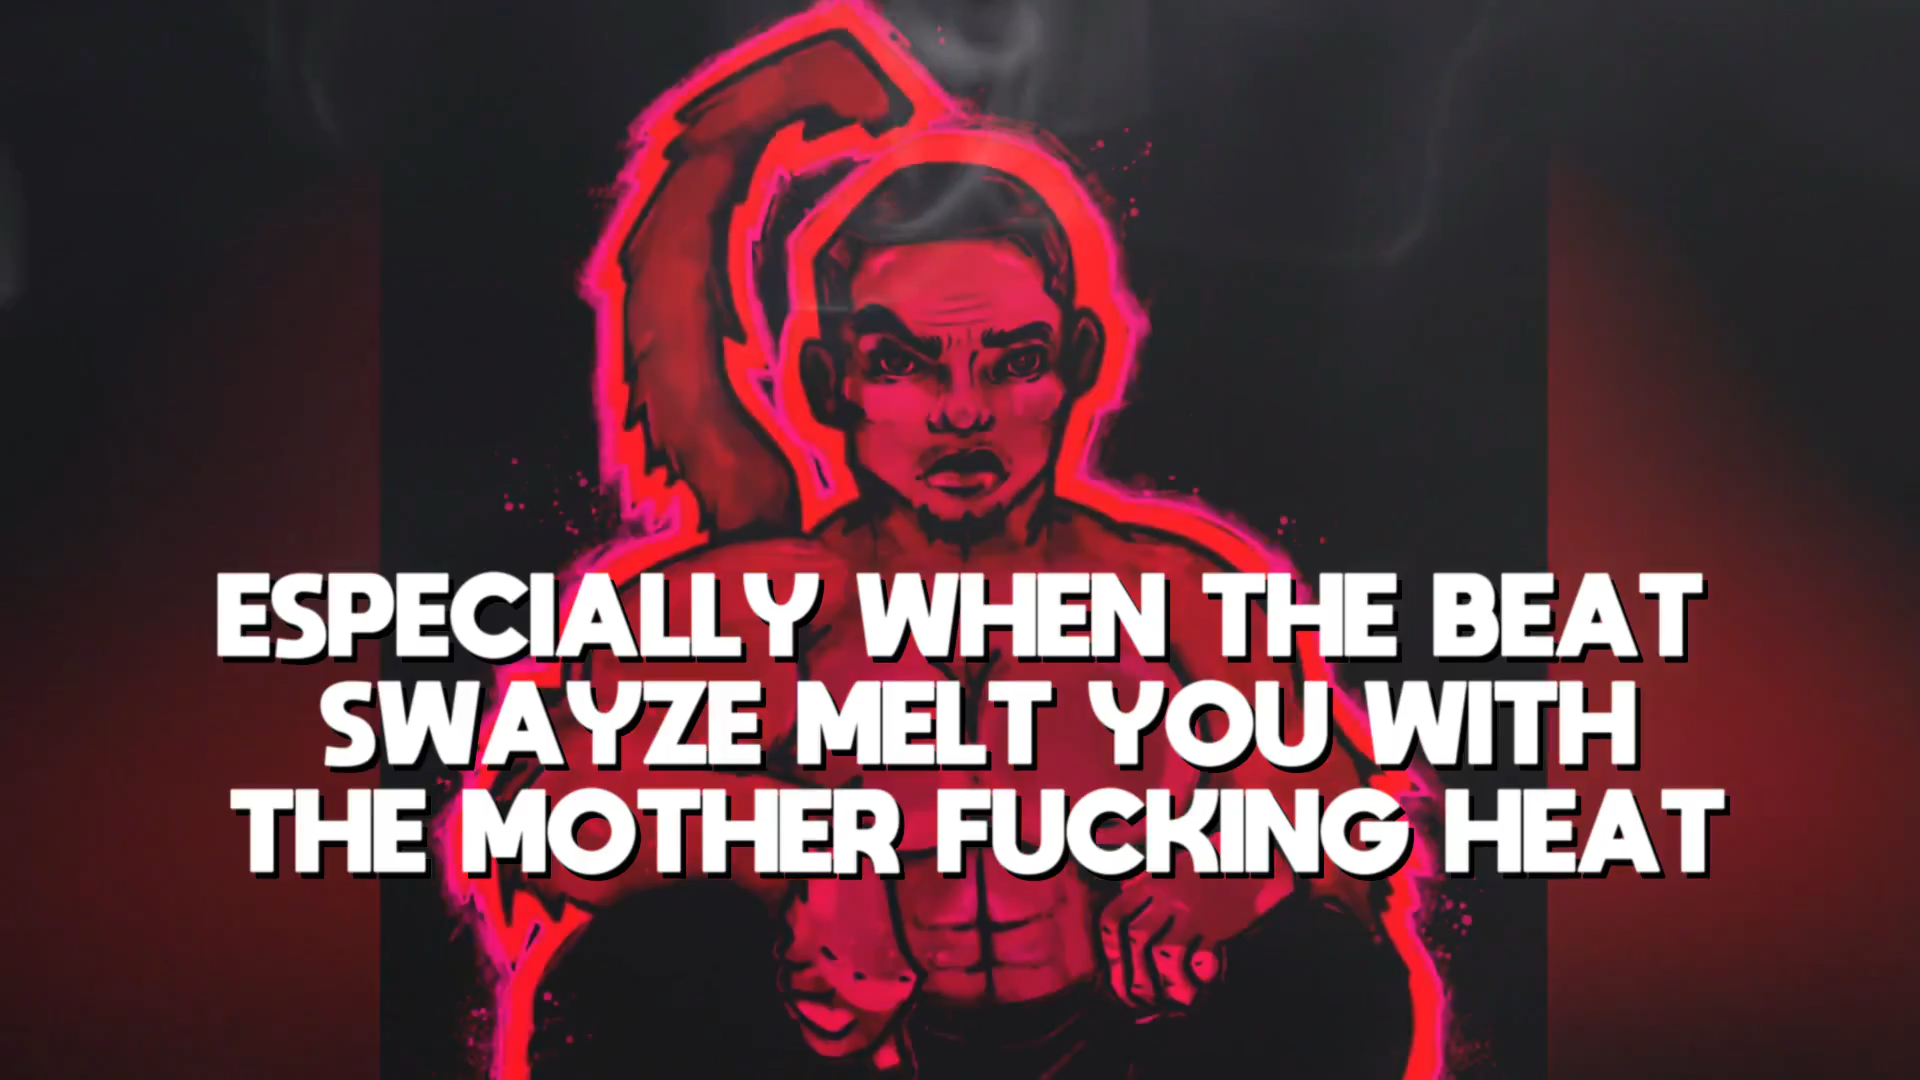 ESPECIALLY WHEN THE BEAT
SWAYZE MELT YOU WITH
THE MOTHER FUCKING HEAT